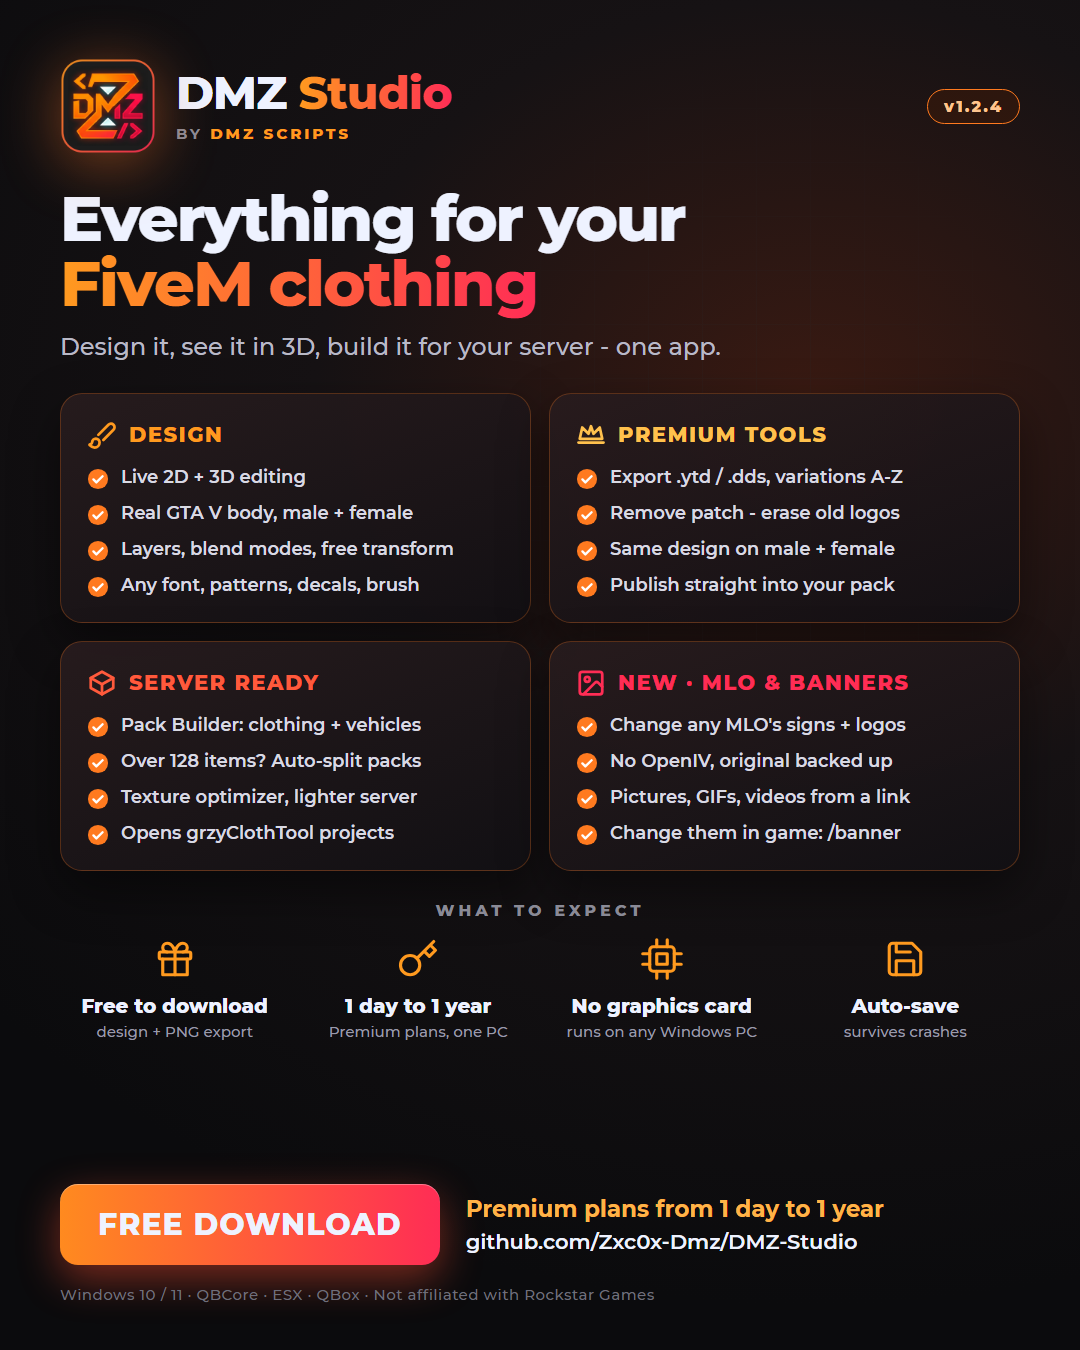 DMZ
DMZ Studio
BY DMZ SCRIPTS
v1.2.4
Everything for your
FiveM clothing
Design it, see it in 3D, build it for your server - one app.
DESIGN
Live 2D + 3D editing
Real GTA V body, male + female
Layers, blend modes, free transform
Any font, patterns, decals, brush
PREMIUM TOOLS
Export .ytd / .dds, variations A-Z
Remove patch - erase old logos
Same design on male + female
Publish straight into your pack
SERVER READY
Pack Builder: clothing + vehicles
Over 128 items? Auto-split packs
Texture optimizer, lighter server
Opens grzyClothTool projects
NEW · MLO & BANNERS
Change any MLO's signs + logos
No OpenIV, original backed up
Pictures, GIFs, videos from a link
Change them in game: /banner
WHAT TO EXPECT
Free to download
design + PNG export
1 day to 1 year
Premium plans, one PC
No graphics card
runs on any Windows PC
Auto-save
survives crashes
FREE DOWNLOAD
Premium plans from 1 day to 1 year
github.com/Zxc0x-Dmz/DMZ-Studio
Windows 10 / 11 · QBCore · ESX · QBox · Not affiliated with Rockstar Games